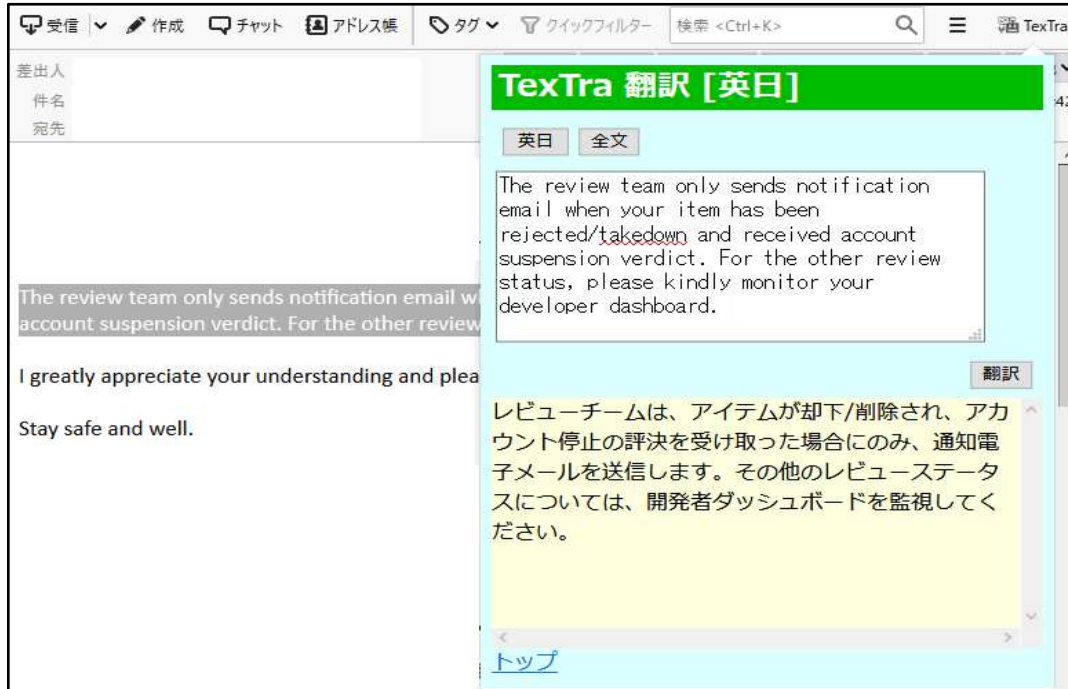 受信 作成 チャット アドレス帳 タグ クイックフィルター 検索 <Ctrl+K> TexTra
差出人
件名
宛先
TexTra 翻訳 [英日]
英日 全文
The review team only sends notification
email when your item has been
rejected/takedown and received account
suspension verdict. For the other review
status, please kindly monitor your
developer dashboard.
翻訳
レビューチームは、アイテムが却下/削除され、アカ
ウント停止の評決を受け取った場合にのみ、通知電
子メールを送信します。その他のレビューステータ
スについては、開発者ダッシュボードを監視してく
ださい。
トップ
The review team only sends notification email w
account suspension verdict. For the other review
I greatly appreciate your understanding and plea
Stay safe and well.